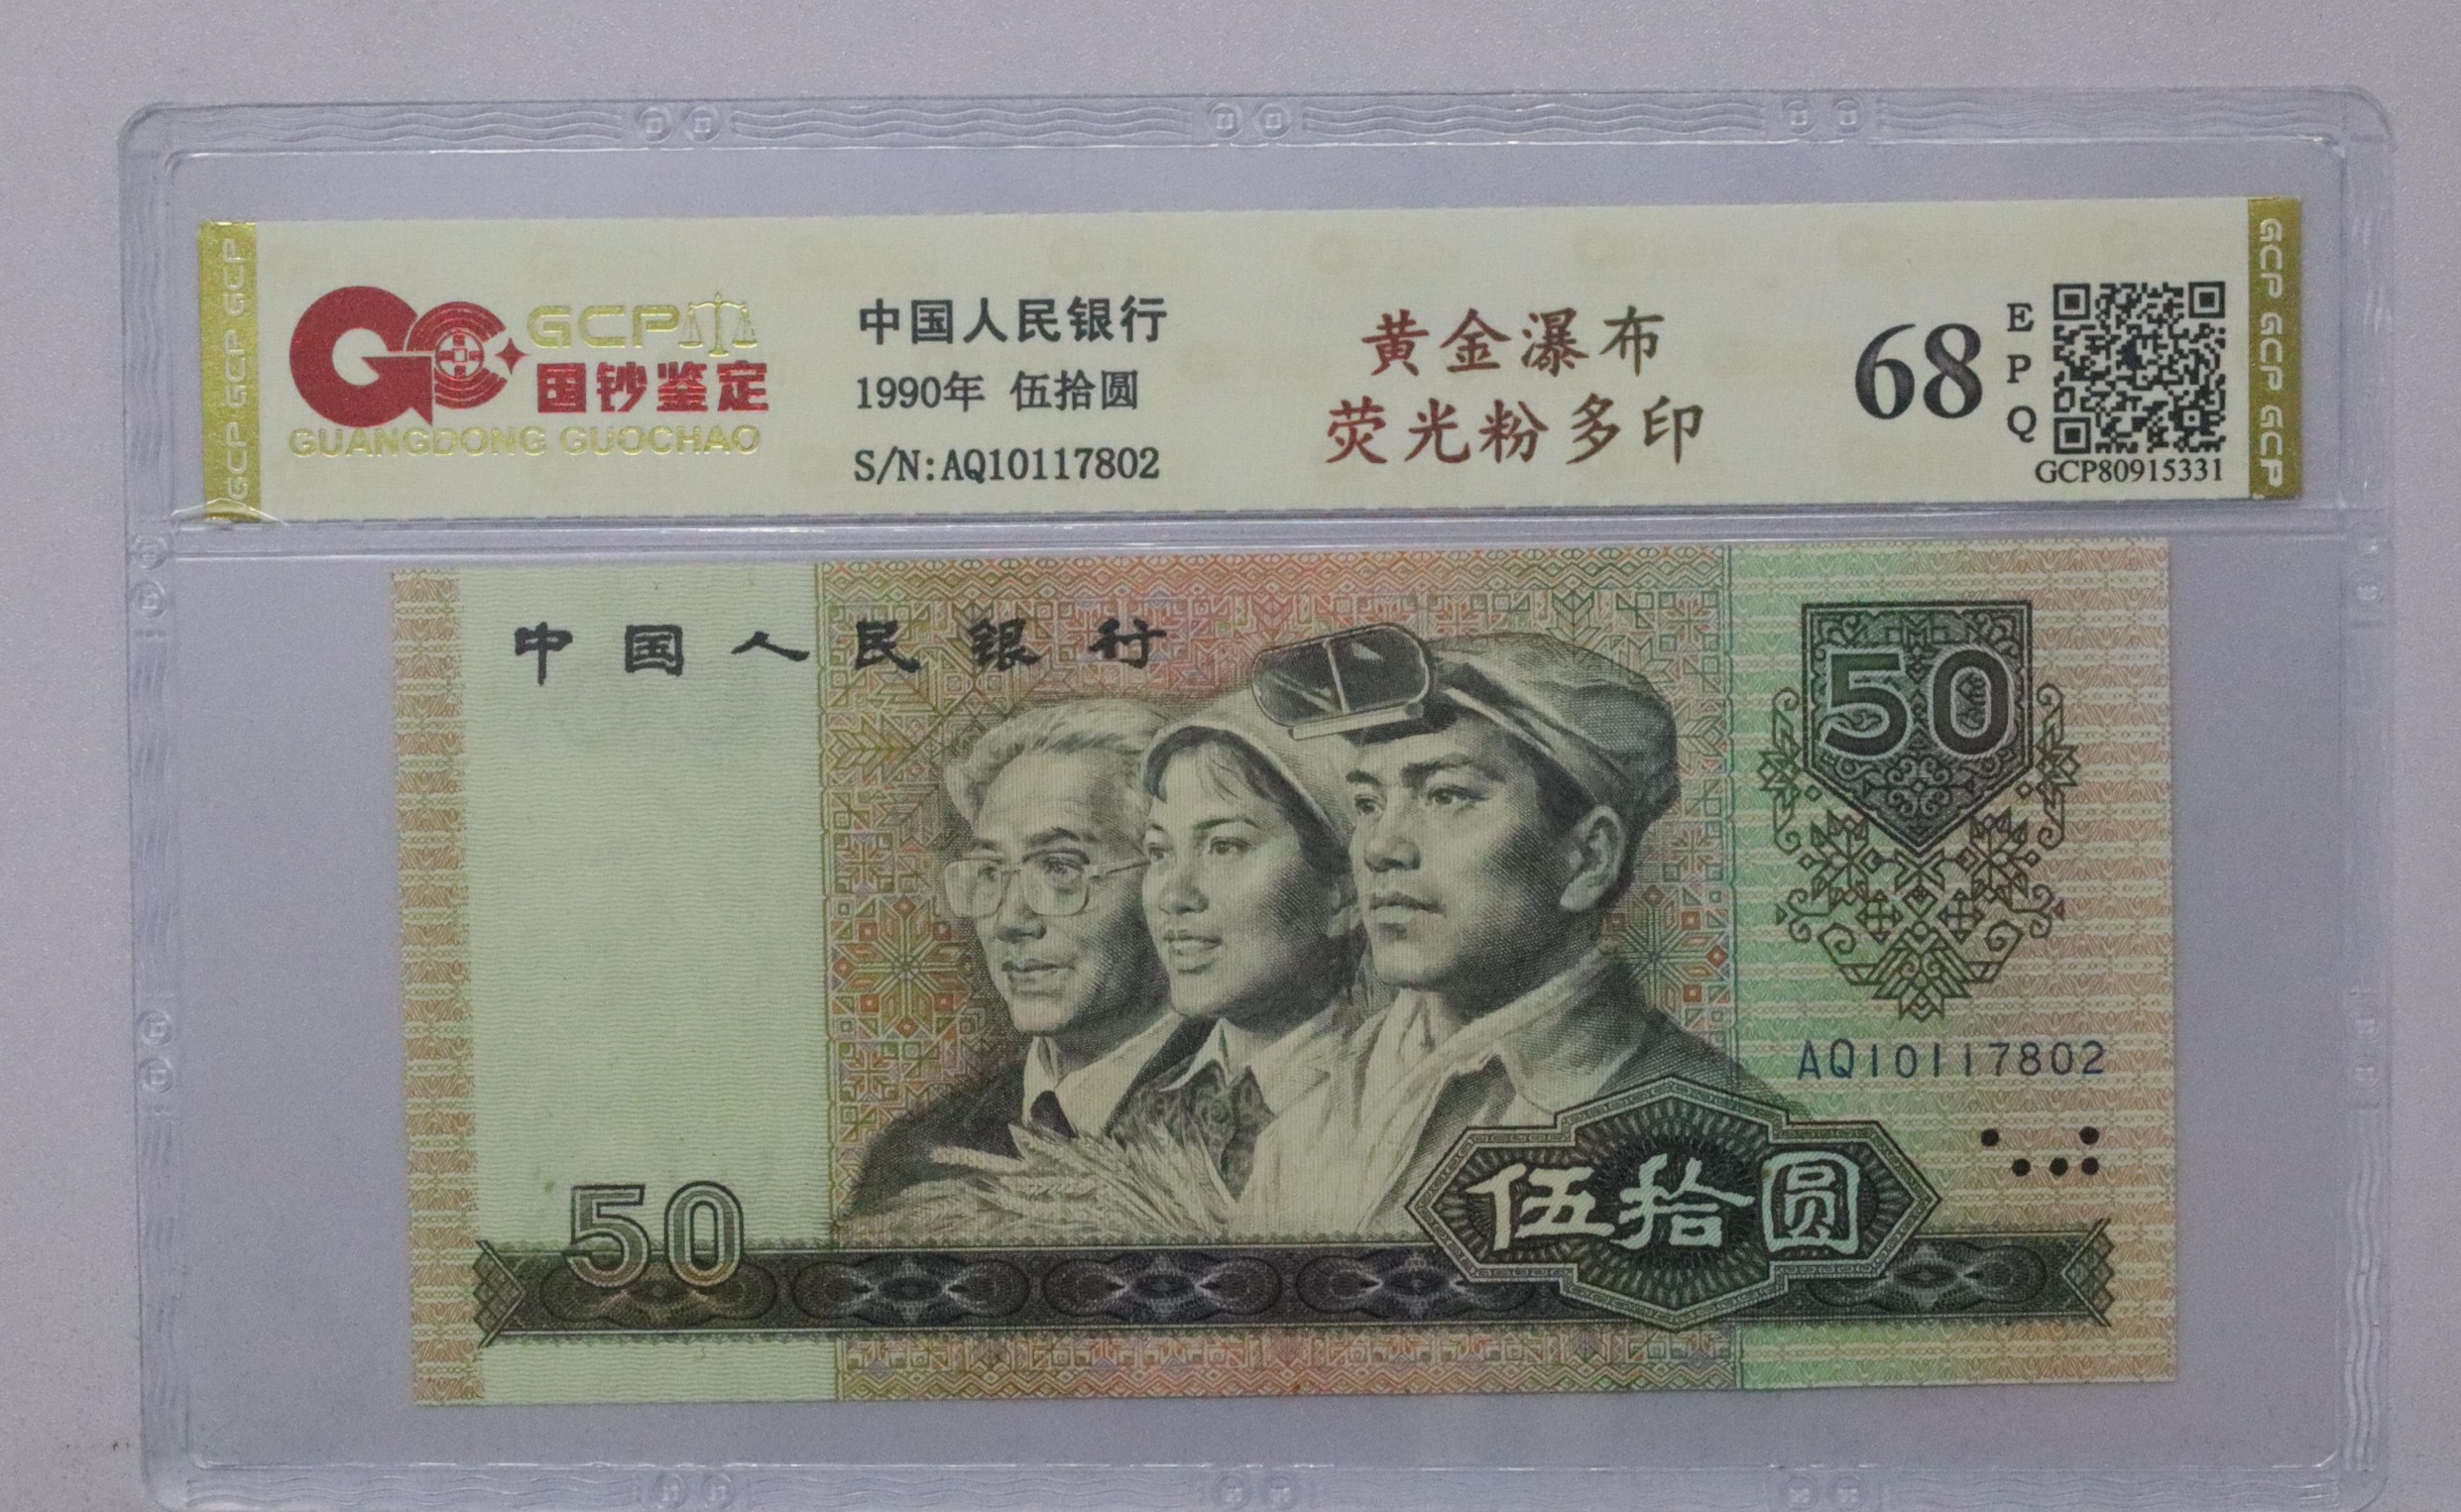 GCP GCP GCP
GCP
国钞鉴定
GUANGDONG GUOCHAO
中国人民银行
1990年 伍拾圆
S/N:AQ10117802
黄金瀑布
荧光粉多印
68
E
P
Q
GCP80915331
GCP GCP GCP
中国人民银行
50
AQ10117802
伍拾圆
50